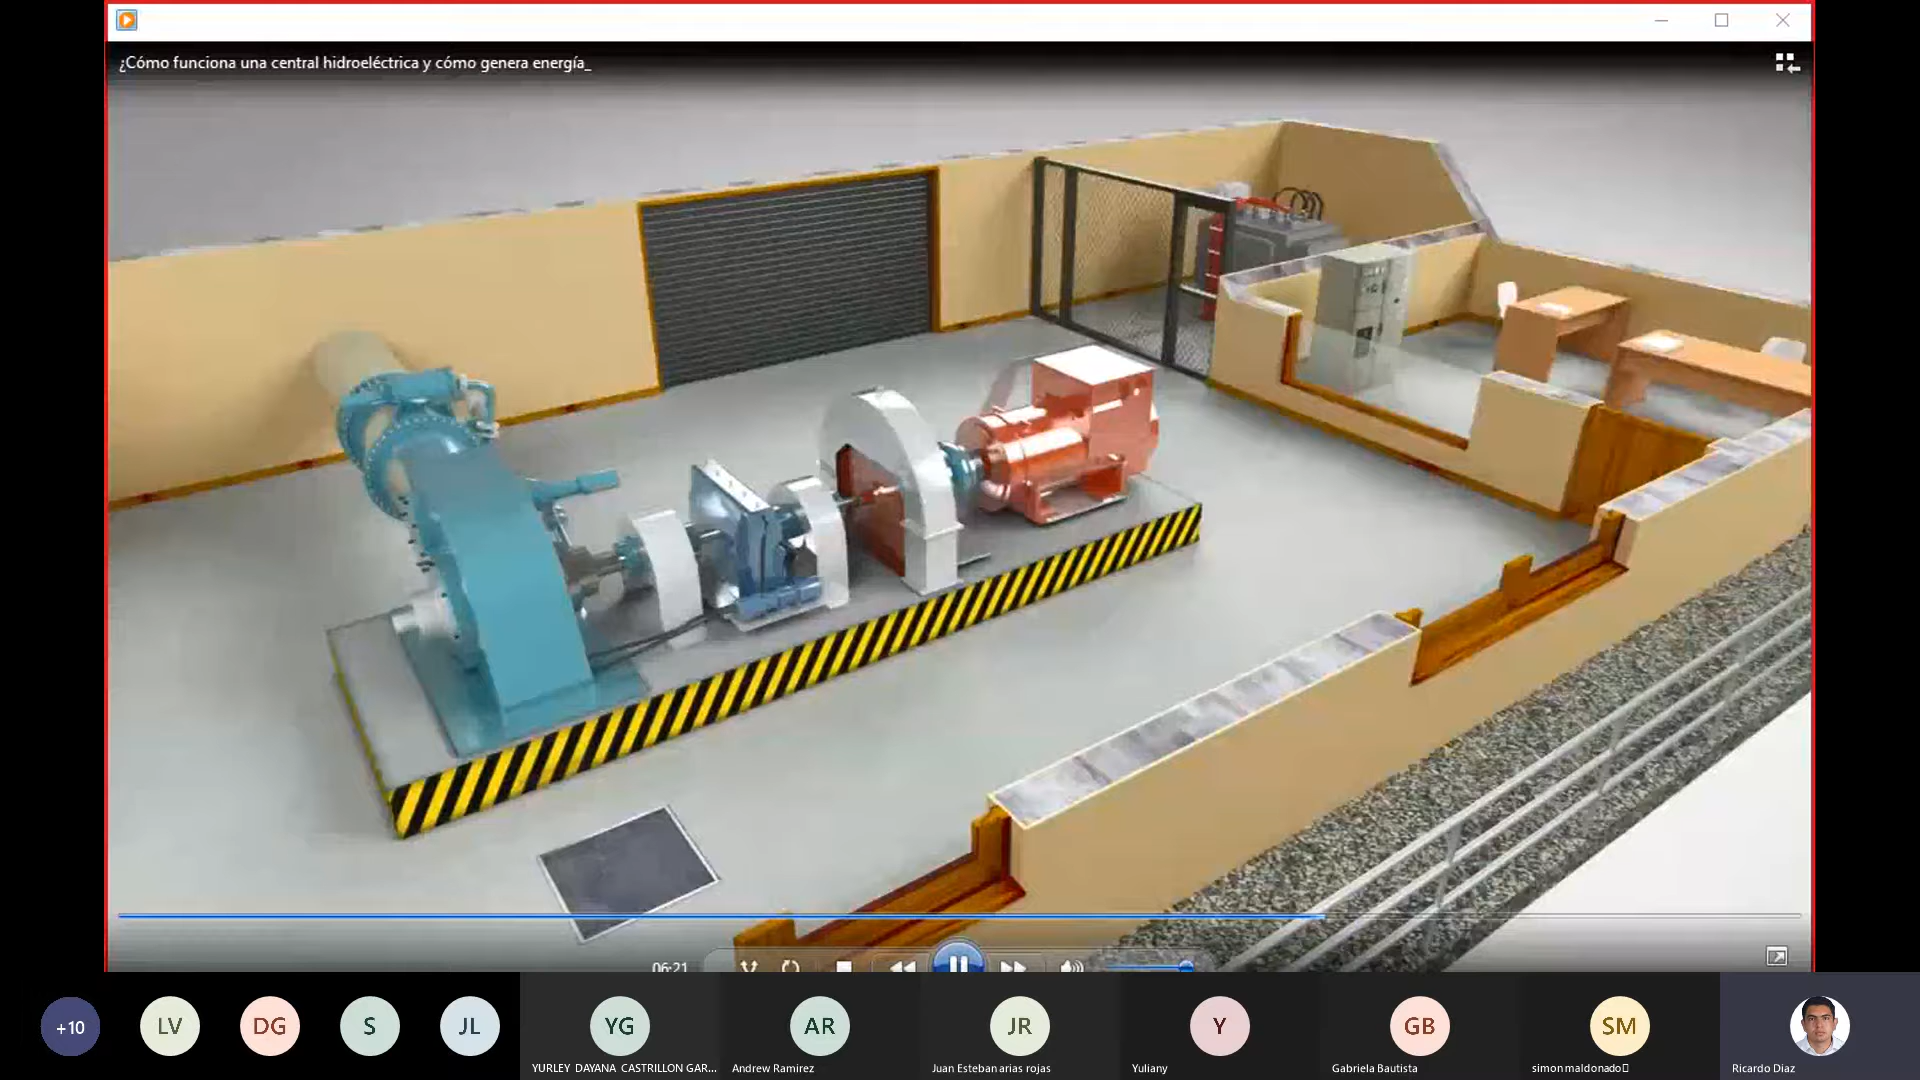 ¿Cómo funciona una central hidroeléctrica y cómo genera energía_
06:21
+10
LV
DG
S
JL
YG
AR
JR
Y
GB
SM
YURLEY DAYANA CASTRILLON GAR...
Andrew Ramirez
Juan Esteban arias rojas
Yuliany
Gabriela Bautista
simon maldonado
Ricardo Diaz